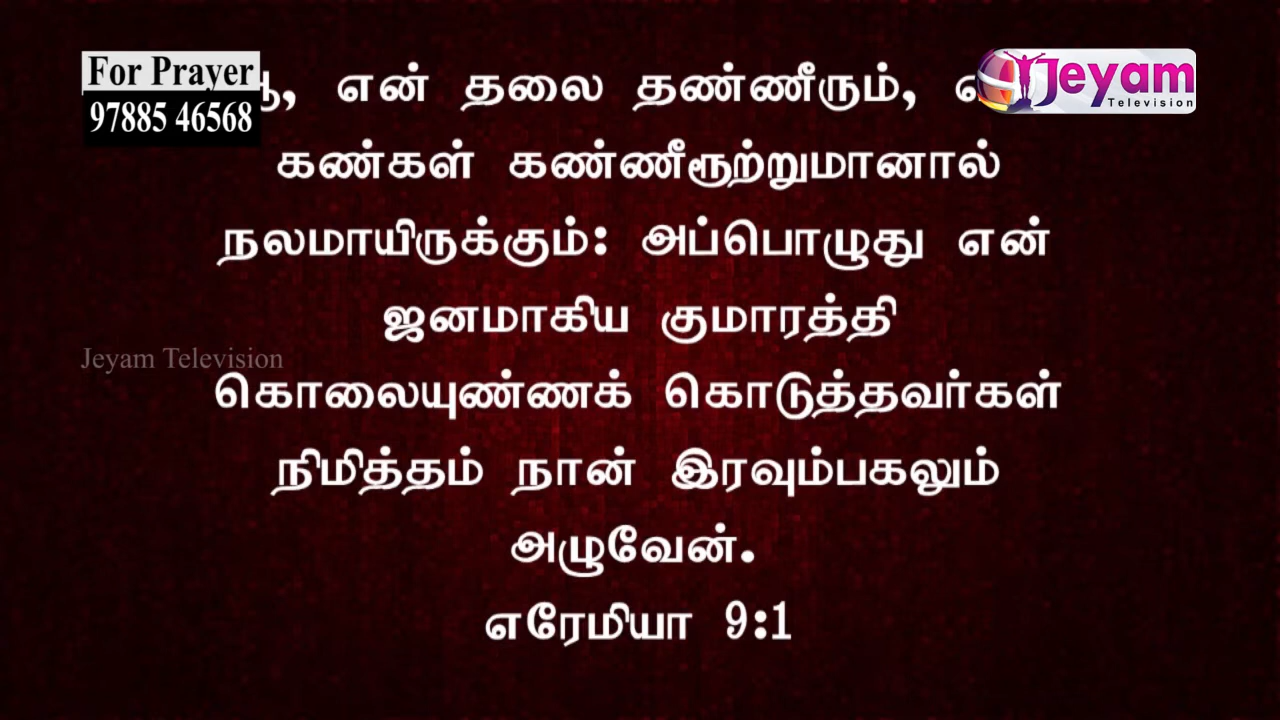 For Prayer
97885 46568
Jeyam
Television
என் தலை தண்ணீரும்,
கண்கள் கண்ணீரூற்றுமானால்
நலமாயிருக்கும்: அப்பொழுது என்
ஜனமாகிய குமாரத்தி
Jeyam Television
கொலையுண்ணக் கொடுத்தவர்கள்
நிமித்தம் நான் இரவும்பகலும்
அழுவேன்.
எரேமியா 9:1